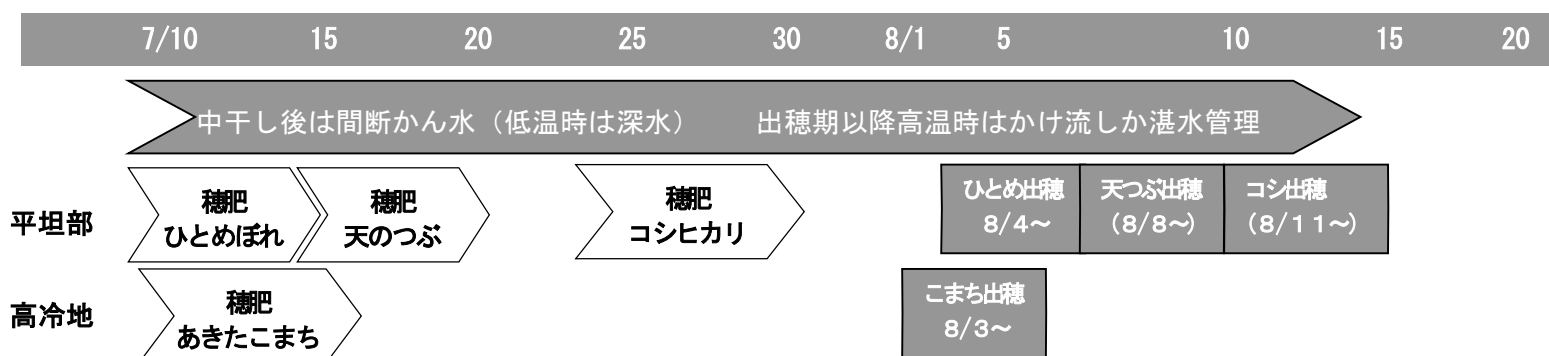 7/10 15 20 25 30 8/1 5 10 15 20
中干し後は間断かん水（低温時は深水） 出穂期以降高温時はかけ流しか湛水管理
平坦部
穂肥
ひとめぼれ
穂肥
天のつぶ
穂肥
コシヒカリ
ひとめ出穂
8/4～
天つぶ出穂
(8/8～)
コシ出穂
(8/11～)
高冷地
穂肥
あきたこまち
こまち出穂
8/3～